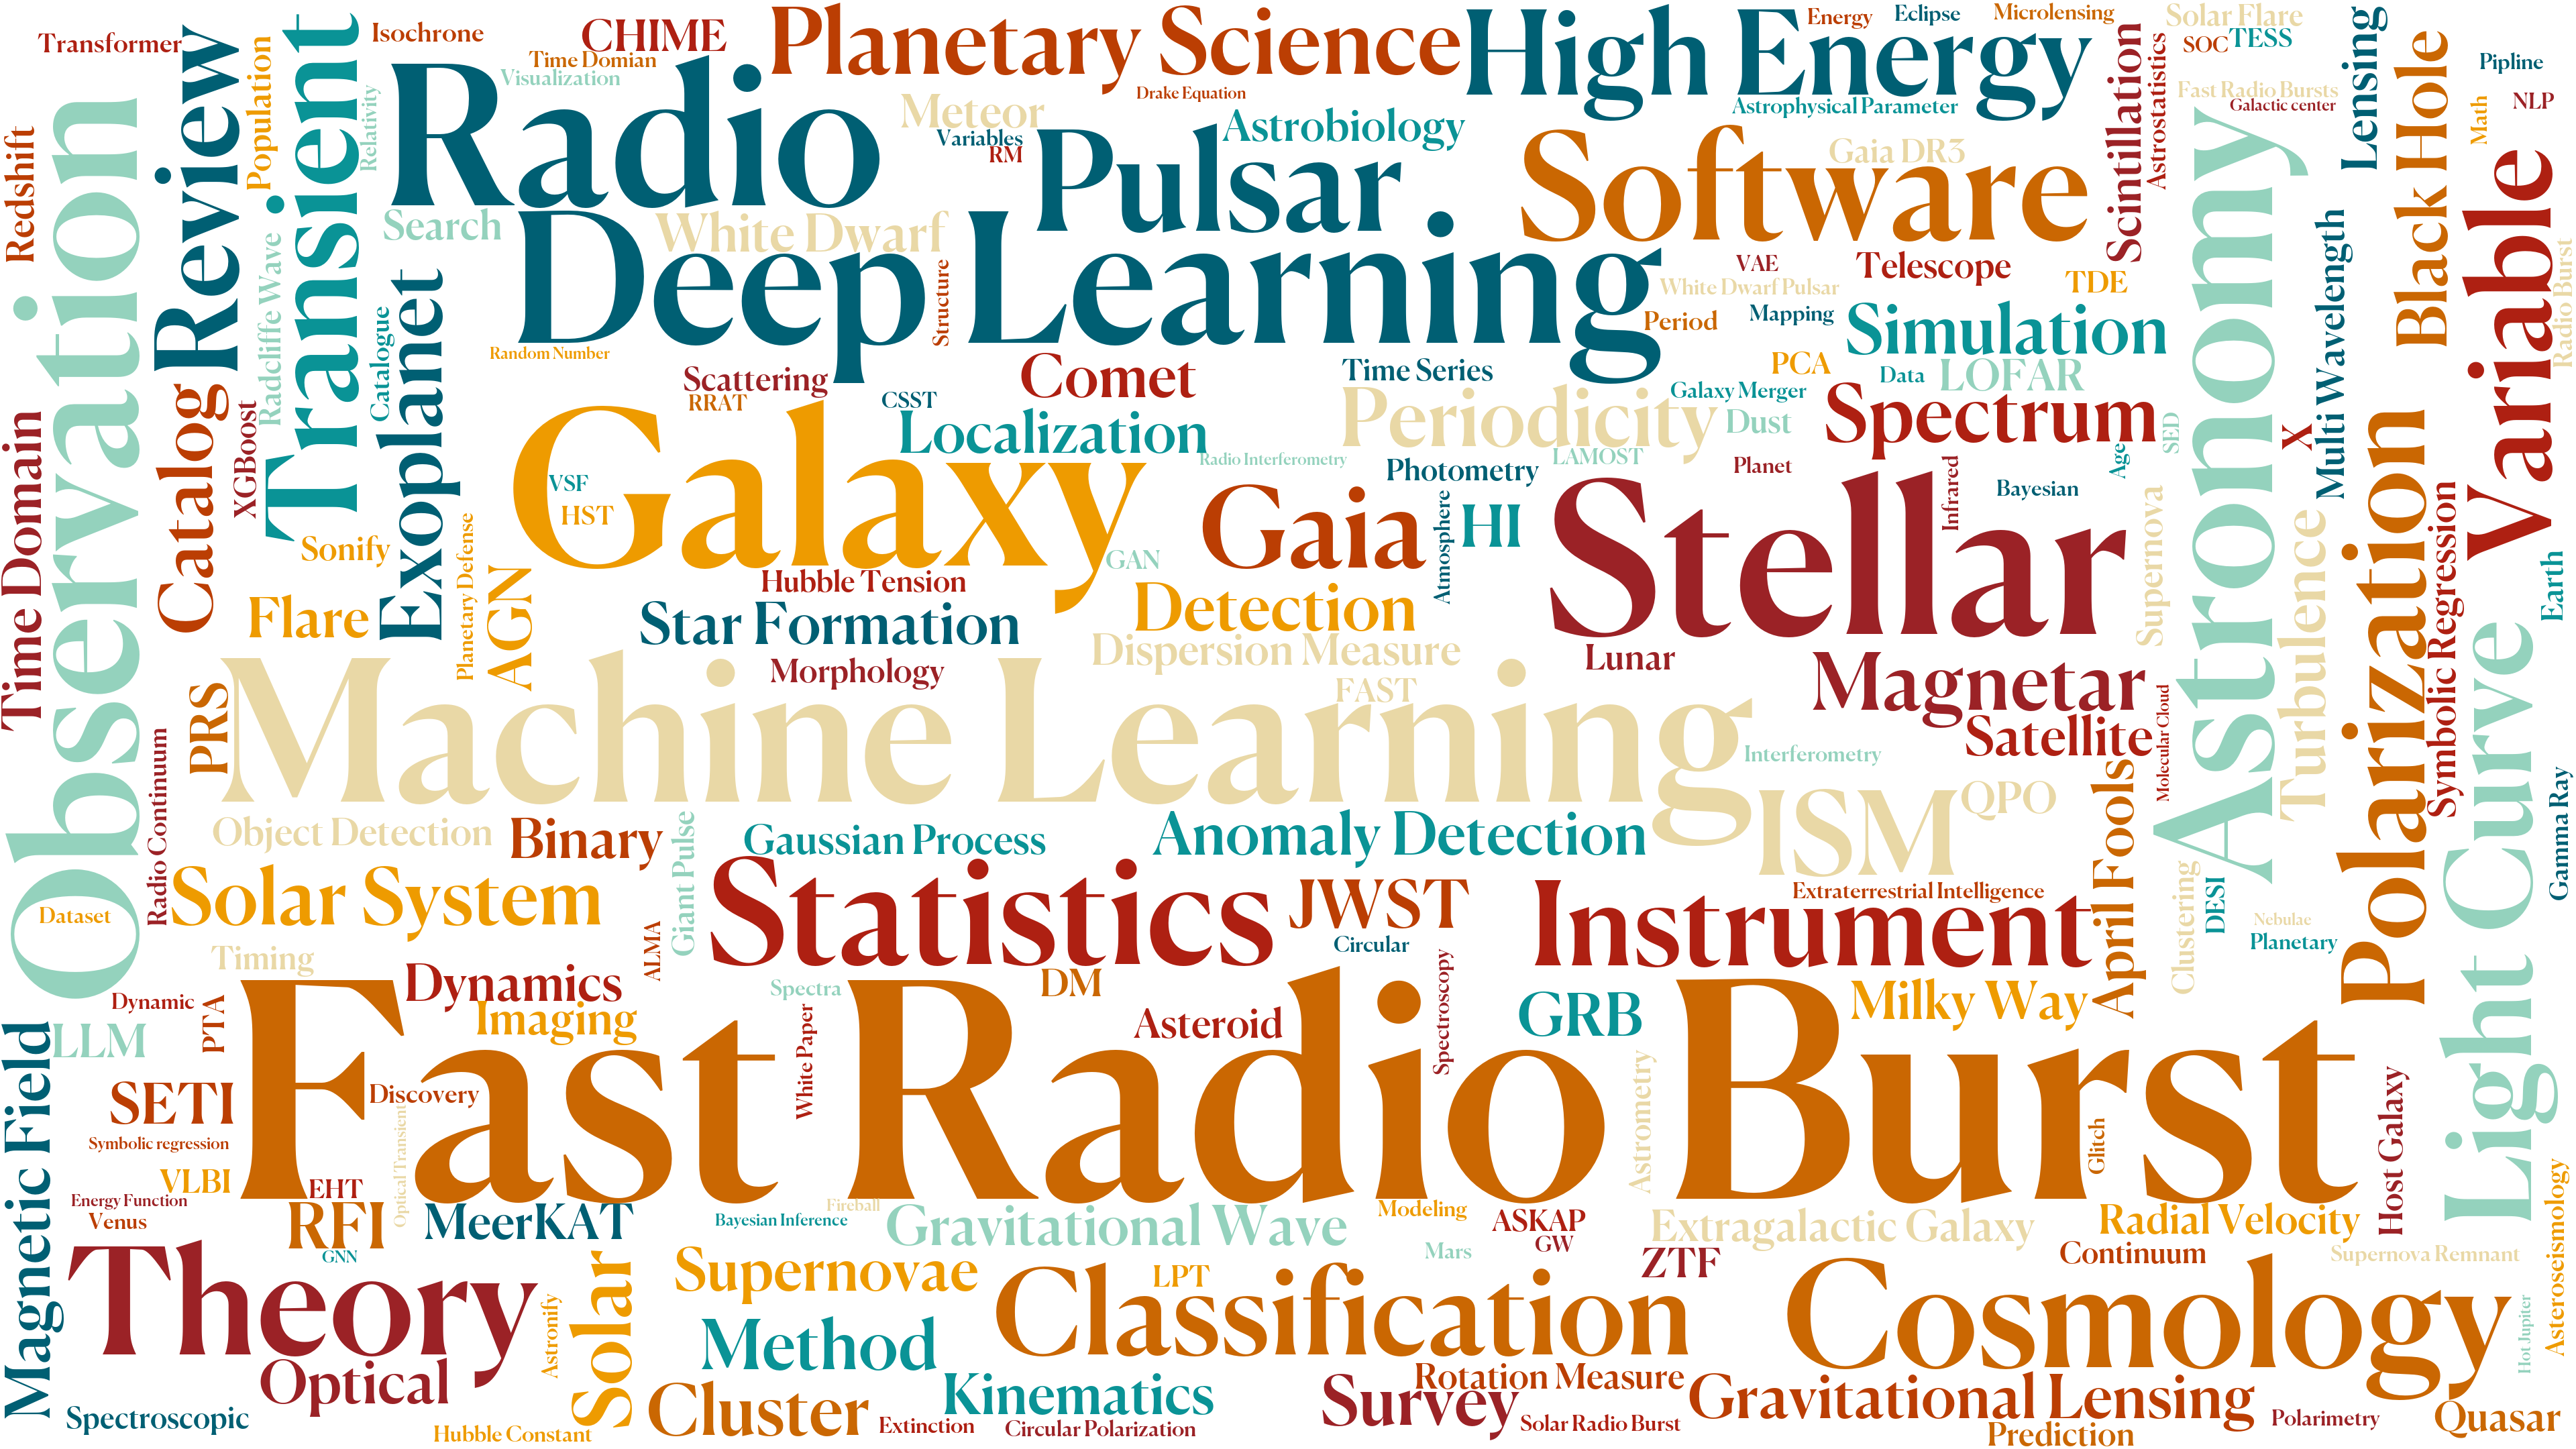 Transformer
Isochrone
CHIME
Planetary Science
High Energy
Energy
Eclipse
Microlensing
Solar Flare
SOC
TESS
Lensing
Pipline
Time Domian
Visualization
Drake Equation
Astrophysical Parameter
Fast Radio Bursts
Galactic center
NLP
Math
Black Hole
Redshift
Observation
Review
Population
Transient
Relativity
Radio
Meteor
Variables
RM
Pulsar
Astrobiology
Software
Gaia DR3
Scintillation
Astrostatistics
Astronomy
Variable
Search
White Dwarf
Deep Learning
Structure
VAE
Telescope
TDE
White Dwarf Pulsar
Period
Mapping
Simulation
Multi Wavelength
Radio Burst
Radcliffe Wave
Catalogue
Exoplanet
Random Number
Scattering
RRAT
CSST
Comet
Time Series
PCA
Data
LOFAR
Galaxy Merger
Periodicity
Dust
Spectrum
SED
Age
X
Time Domain
Catalog
XGBoost
Galaxy
VSF
HST
Localization
Radio Interferometry
Photometry
LAMOST
Planet
Infrared
Bayesian
Sonify
Planetary Defense
GAN
Gaia
Atmosphere
HI
Stellar
Supernova
Turbulence
Polarization
Symbolic Regression
Earth
Flare
AGN
Hubble Tension
Star Formation
Detection
Dispersion Measure
Morphology
FAST
Lunar
Magnetar
Satellite
Molecular Cloud
Light Curve
PRS
Machine Learning
Interferometry
ISM
QPO
April Fools
Gamma Ray
Radio Continuum
Object Detection
Binary
Giant Pulse
Gaussian Process
Anomaly Detection
Dataset
Solar System
Statistics
JWST
Circular
Extraterrestrial Intelligence
Instrument
Clustering
DESI
Nebulae
Planetary
Timing
Dynamics
ALMA
Spectra
DM
Spectroscopy
Dynamic
PTA
LLM
Imaging
White Paper
Asteroid
GRB
Milky Way
Magnetic Field
SETI
Fast Radio Burst
Discovery
Optical Transient
Astrometry
Glitch
Host Galaxy
Symbolic regression
VLBI
EHT
Energy Function
Venus
RFI
GNN
MeerKAT
Bayesian Inference
Fireball
Gravitational Wave
Modeling
Mars
ASKAP
GW
Extragalactic Galaxy
ZTF
Radial Velocity
Continuum
Supernova Remnant
Asteroseismology
Theory
Astronify
Solar
Supernovae
LPT
Classification
Cosmology
Hot Jupiter
Method
Optical
Cluster
Kinematics
Survey
Rotation Measure
Gravitational Lensing
Spectroscopic
Hubble Constant
Extinction
Circular Polarization
Solar Radio Burst
Prediction
Polarimetry
Quasar